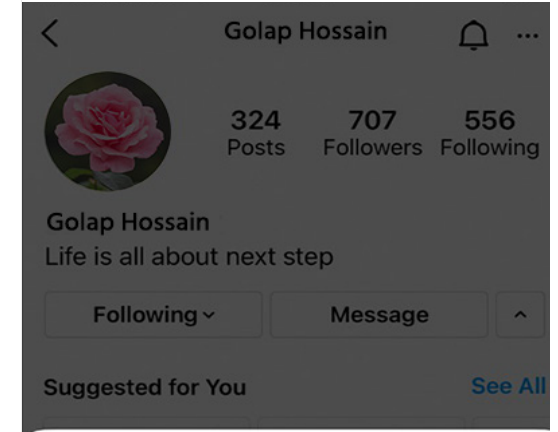 Golap Hossain
324 707 556
Posts Followers Following
Golap Hossain
Life is all about next step
Following Message
Suggested for You See All